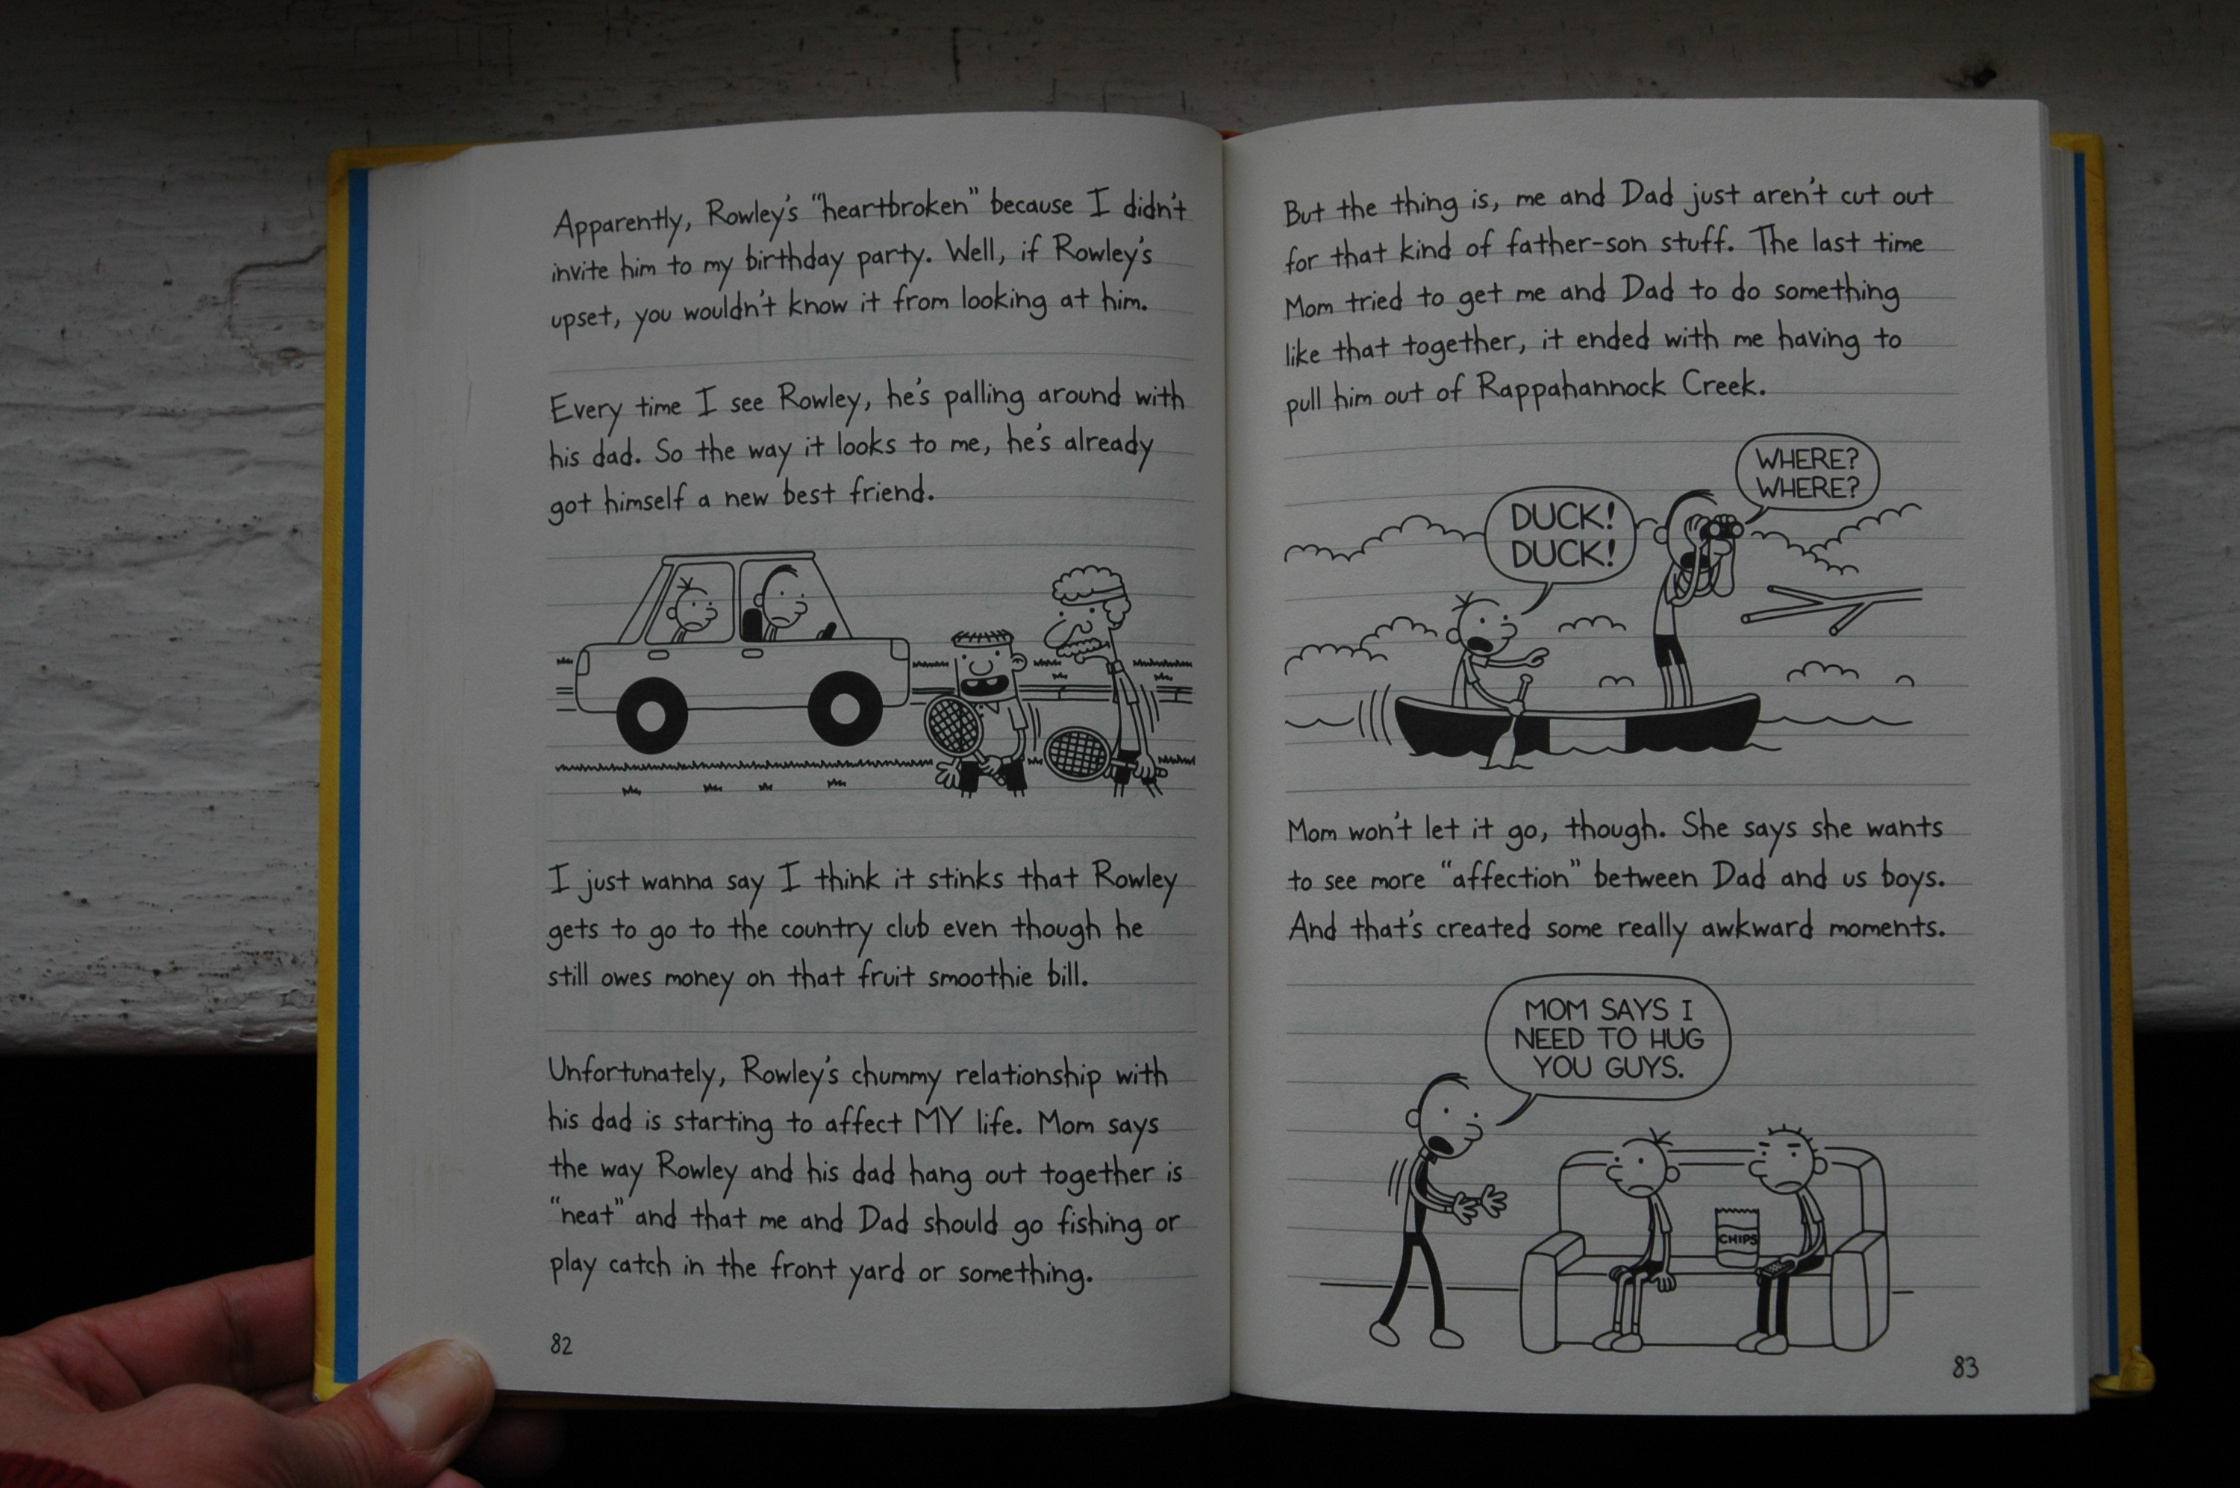 Apparently, Rowley's "heartbroken" because I didn't
invite him to my birthday party. Well, if Rowley's
upset, you wouldn't know it from looking at him.
Every time I see Rowley, he's palling around with
his dad. So the way it looks to me, he's already
got himself a new best friend.
I just wanna say I think it stinks that Rowley
gets to go to the country club even though he
still owes money on that fruit smoothie bill.
Unfortunately, Rowley's chummy relationship with
his dad is starting to affect MY life. Mom says
the way Rowley and his dad hang out together is
"neat" and that me and Dad should go fishing or
play catch in the front yard or something.
82
But the thing is, me and Dad just aren't cut out
for that kind of father-son stuff. The last time
Mom tried to get me and Dad to do something
like that together, it ended with me having to
pull him out of Rappahannock Creek.
WHERE?
WHERE?
DUCK!
DUCK!
Mom won't let it go, though. She says she wants
to see more "affection" between Dad and us boys.
And that's created some really awkward moments.
MOM SAYS I
NEED TO HUG
YOU GUYS.
CHIPS
83